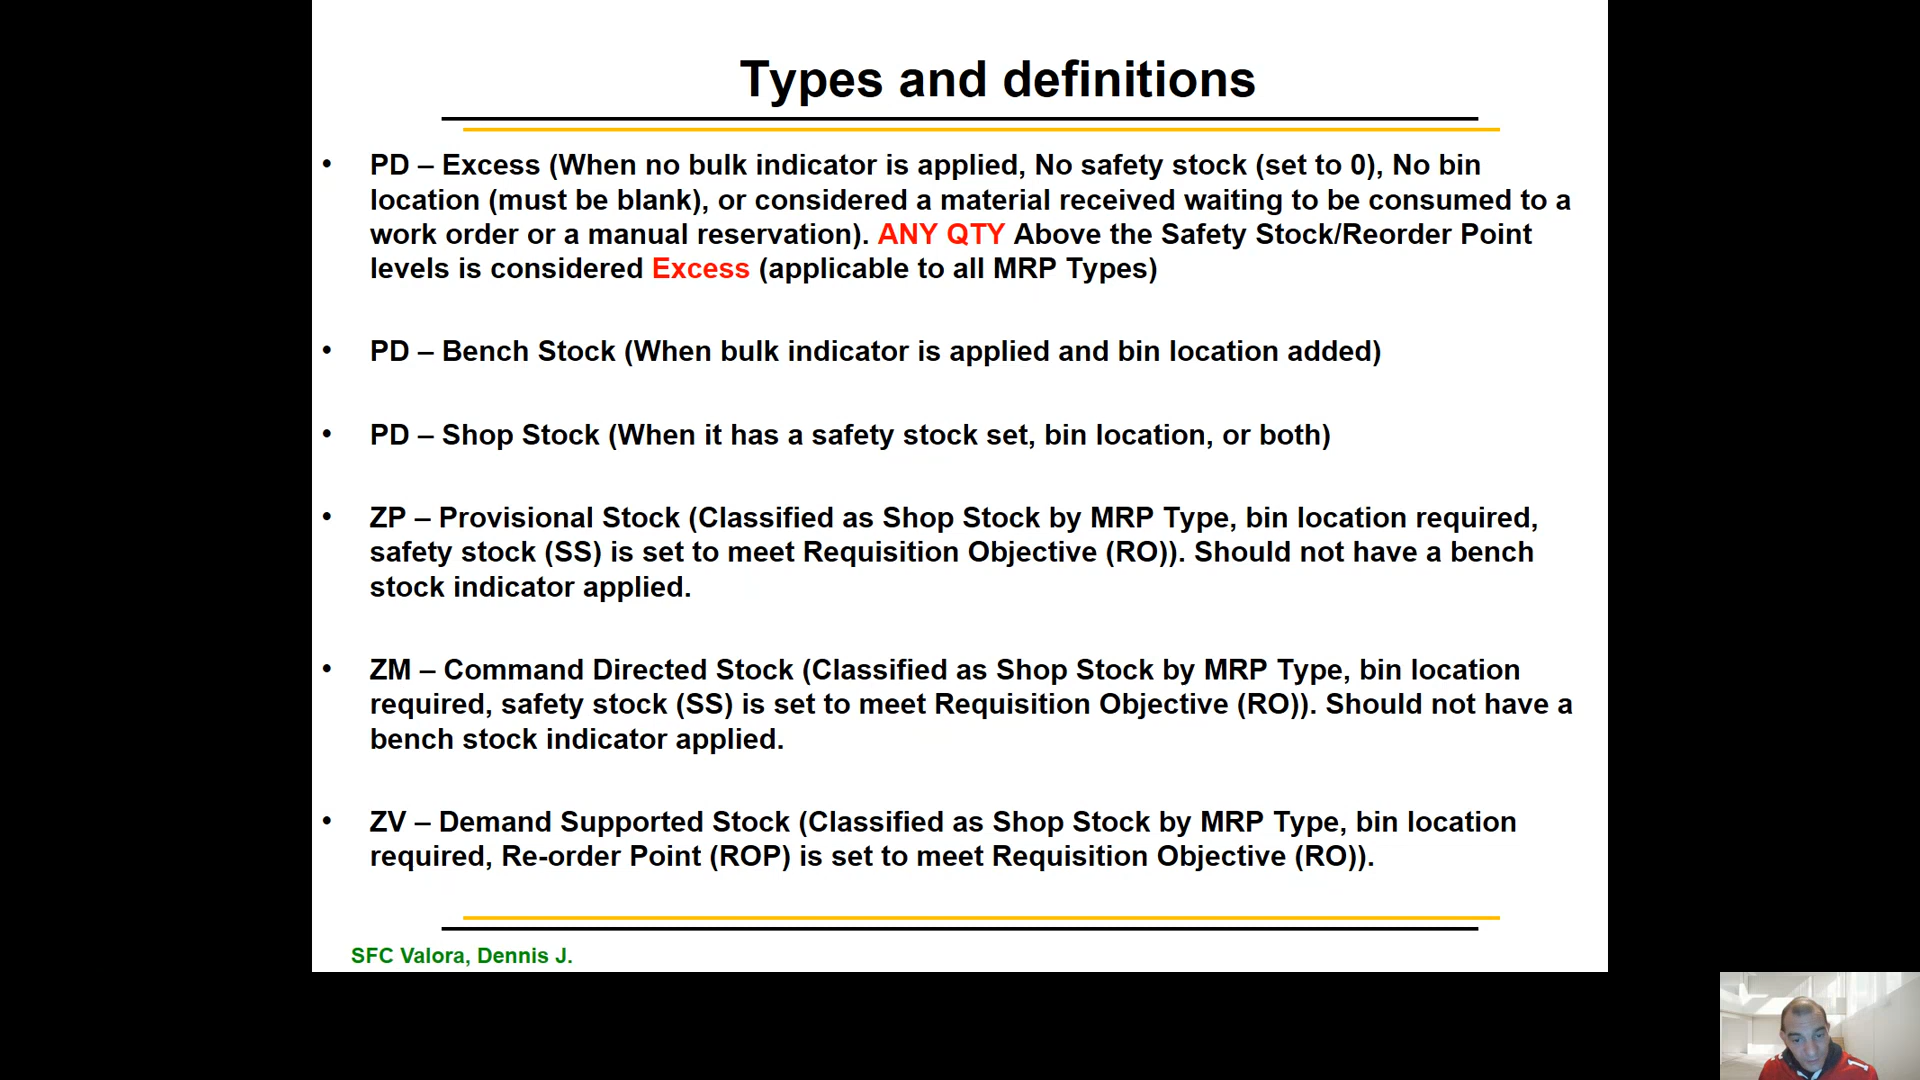 Types and definitions
• PD – Excess (When no bulk indicator is applied, No safety stock (set to 0), No bin
location (must be blank), or considered a material received waiting to be consumed to a
work order or a manual reservation). ANY QTY Above the Safety Stock/Reorder Point
levels is considered Excess (applicable to all MRP Types)
• PD – Bench Stock (When bulk indicator is applied and bin location added)
• PD – Shop Stock (When it has a safety stock set, bin location, or both)
• ZP – Provisional Stock (Classified as Shop Stock by MRP Type, bin location required,
safety stock (SS) is set to meet Requisition Objective (RO)). Should not have a bench
stock indicator applied.
• ZM – Command Directed Stock (Classified as Shop Stock by MRP Type, bin location
required, safety stock (SS) is set to meet Requisition Objective (RO)). Should not have a
bench stock indicator applied.
• ZV – Demand Supported Stock (Classified as Shop Stock by MRP Type, bin location
required, Re-order Point (ROP) is set to meet Requisition Objective (RO)).
SFC Valora, Dennis J.